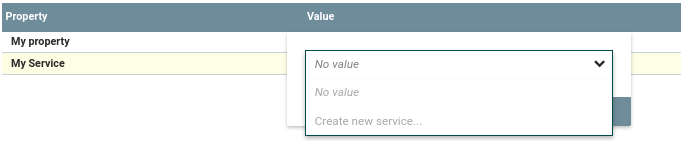 Property Value
My property
My Service
No value
No value
Create new service...